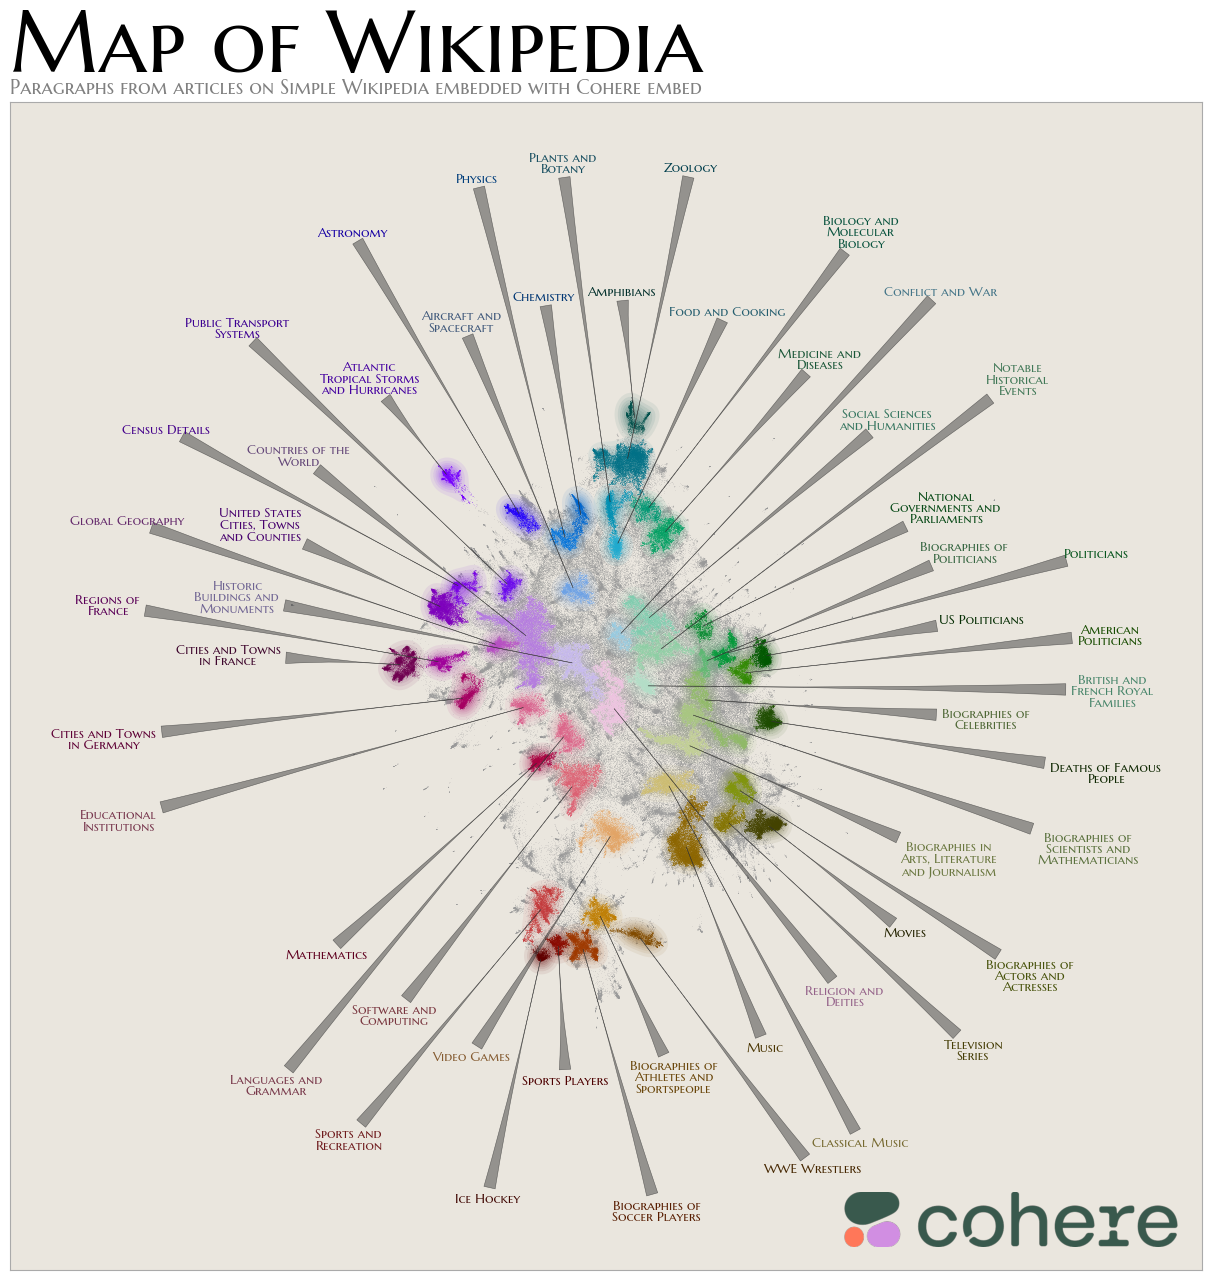 Map of Wikipedia
Paragraphs from articles on Simple Wikipedia embedded with Cohere embed
Plants and
Botany
Zoology
Physics
Astronomy
Biology and
Molecular
Biology
Chemistry
Amphibians
Conflict and War
Aircraft and
Spacecraft
Food and Cooking
Public Transport
Systems
Medicine and
Diseases
Atlantic
Tropical Storms
and Hurricanes
Notable
Historical
Events
Social Sciences
and Humanities
Census Details
Countries of the
World
National
Governments and
Parliaments
Global Geography
United States
Cities, Towns
and Counties
Biographies of
Politicians
Politicians
Historic
Buildings and
Monuments
Regions of
France
US Politicians
American
Politicians
Cities and Towns
in France
British and
French Royal
Families
Biographies of
Celebrities
Cities and Towns
in Germany
Deaths of Famous
People
Educational
Institutions
Biographies of
Scientists and
Mathematicians
Biographies in
Arts, Literature
and Journalism
Movies
Mathematics
Biographies of
Actors and
Actresses
Religion and
Deities
Software and
Computing
Television
Series
Music
Video Games
Biographies of
Athletes and
Sportspeople
Sports Players
Languages and
Grammar
Sports and
Recreation
Classical Music
WWE Wrestlers
Ice Hockey
Biographies of
Soccer Players
cohere